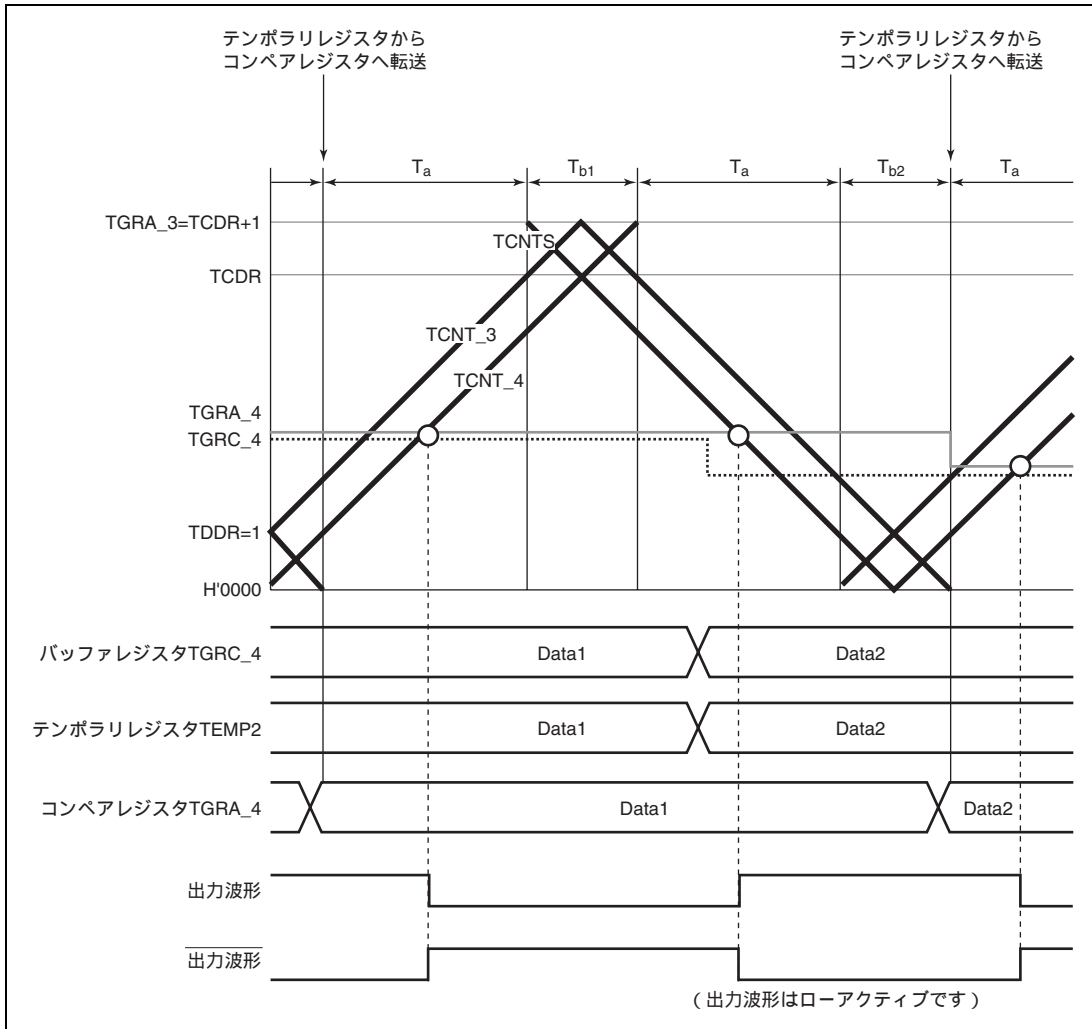 テンポラリレジスタから
コンペアレジスタへ転送
テンポラリレジスタから
コンペアレジスタへ転送
Ta
Tb1
Ta
Tb2
Ta
TGRA_3=TCDR+1
TCNTS
TCDR
TCNT_3
TCNT_4
TGRA_4
TGRC_4
TDDR=1
H'0000
バッファレジスタTGRC_4
Data1
Data2
テンポラリレジスタTEMP2
Data1
Data2
コンペアレジスタTGRA_4
Data1
Data2
出力波形
出力波形
(出力波形はローアクティブです)